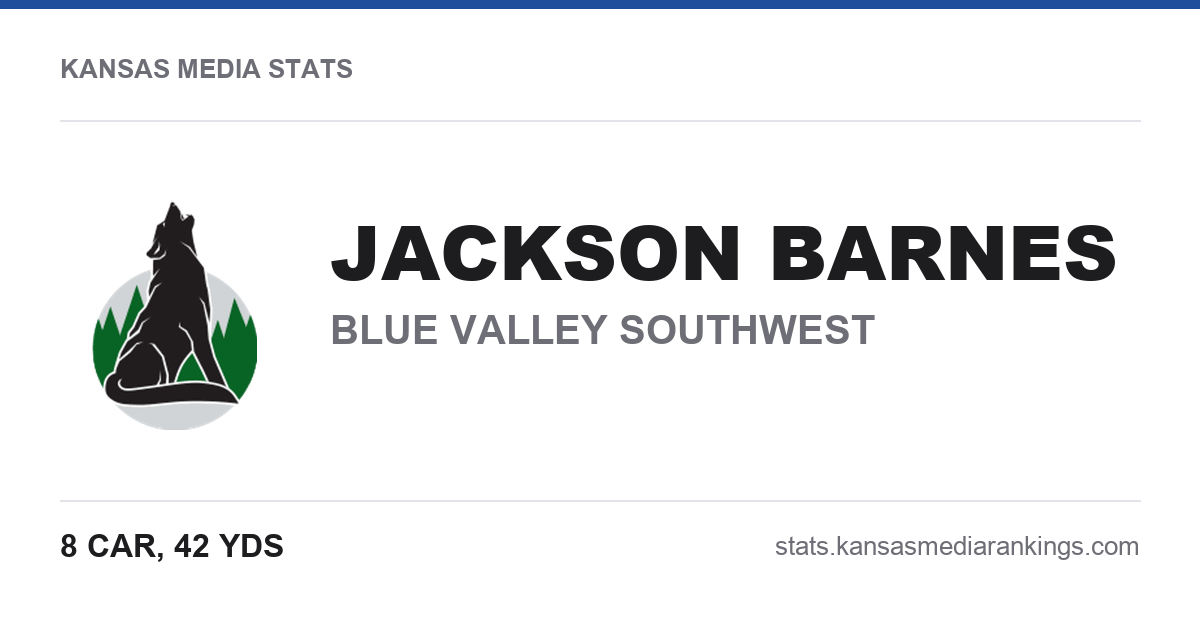 KANSAS MEDIA STATS
JACKSON BARNES
BLUE VALLEY SOUTHWEST
8 CAR, 42 YDS
stats.kansasmediarankings.com